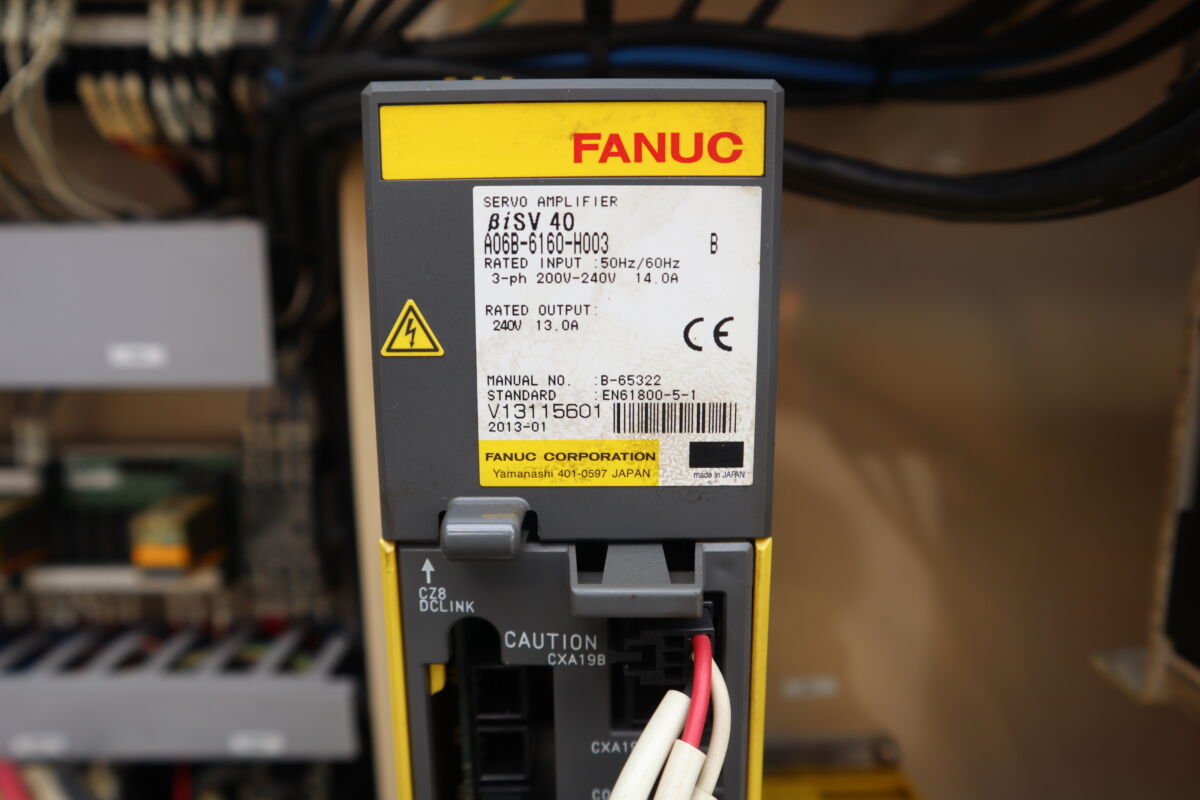 FANUC
SERVO AMPLIFIER
βiSV 40
A06B-6160-H003 B
RATED INPUT :50Hz/60Hz
3-ph 200V-240V 14.0A
RATED OUTPUT:
240V 13.0A
CE
MANUAL NO. :B-65322
STANDARD :EN61800-5-1
V13115601
2013-01
FANUC CORPORATION
Yamanashi 401-0597 JAPAN
made in JAPAN
CZ8
DCLINK
CAUTION
CXA19B